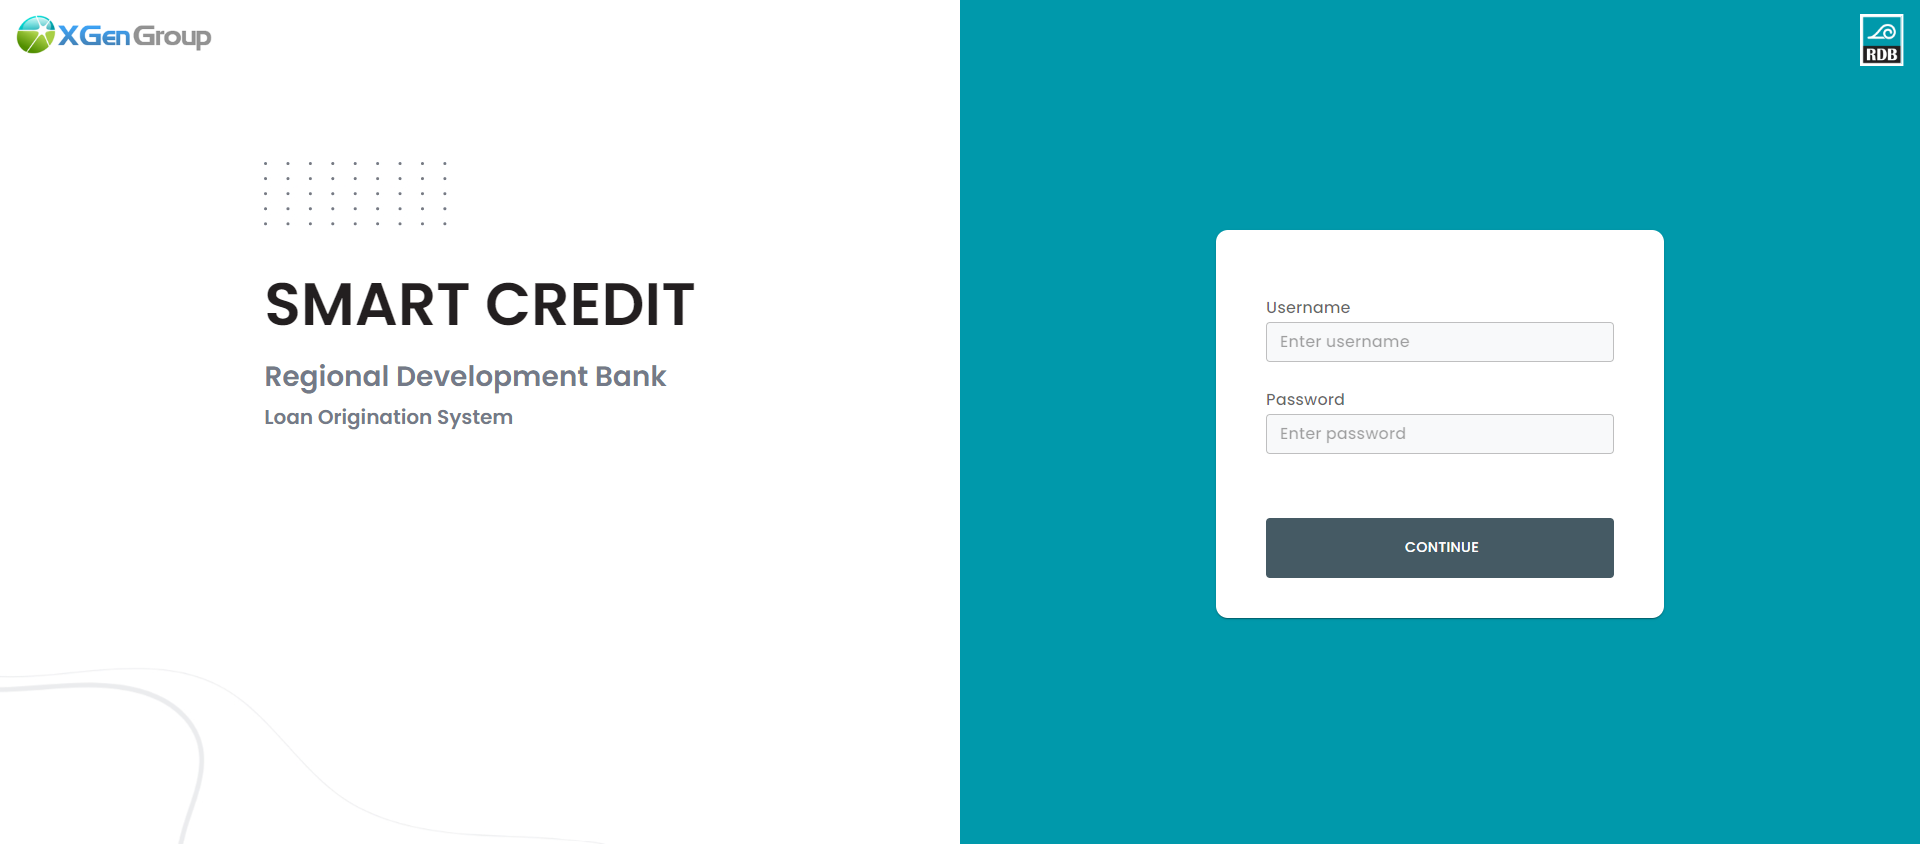 XGenGroup
RDB
SMART CREDIT
Regional Development Bank
Loan Origination System
Username
Enter username
Password
Enter password
CONTINUE